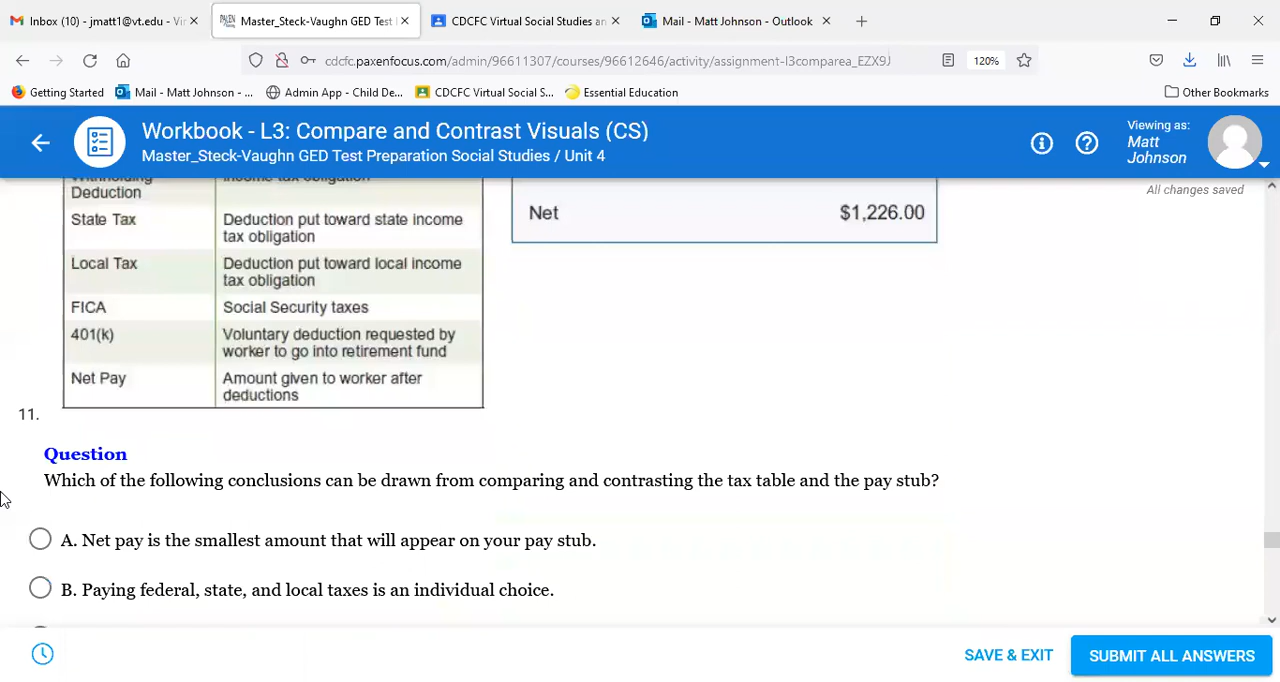 Inbox (10) - jmatt1@vt.edu - Vir
Master_Steck-Vaughn GED Test
CDCFC Virtual Social Studies an
Mail - Matt Johnson - Outlook
cdcfc.paxenfocus.com/admin/96611307/courses/96612646/activity/assignment-l3comparea_EZX9J
120%
Getting Started
Mail - Matt Johnson - ...
Admin App - Child De...
CDCFC Virtual Social S...
Essential Education
Other Bookmarks
Workbook - L3: Compare and Contrast Visuals (CS)
Master_Steck-Vaughn GED Test Preparation Social Studies / Unit 4
Viewing as:
Matt
Johnson
All changes saved
Withholding
Deduction
income tax obligation
State Tax
Deduction put toward state income
tax obligation
Local Tax
Deduction put toward local income
tax obligation
FICA
Social Security taxes
401(k)
Voluntary deduction requested by
worker to go into retirement fund
Net Pay
Amount given to worker after
deductions
Net $1,226.00
11.
Question
Which of the following conclusions can be drawn from comparing and contrasting the tax table and the pay stub?
A. Net pay is the smallest amount that will appear on your pay stub.
B. Paying federal, state, and local taxes is an individual choice.
SAVE & EXIT
SUBMIT ALL ANSWERS